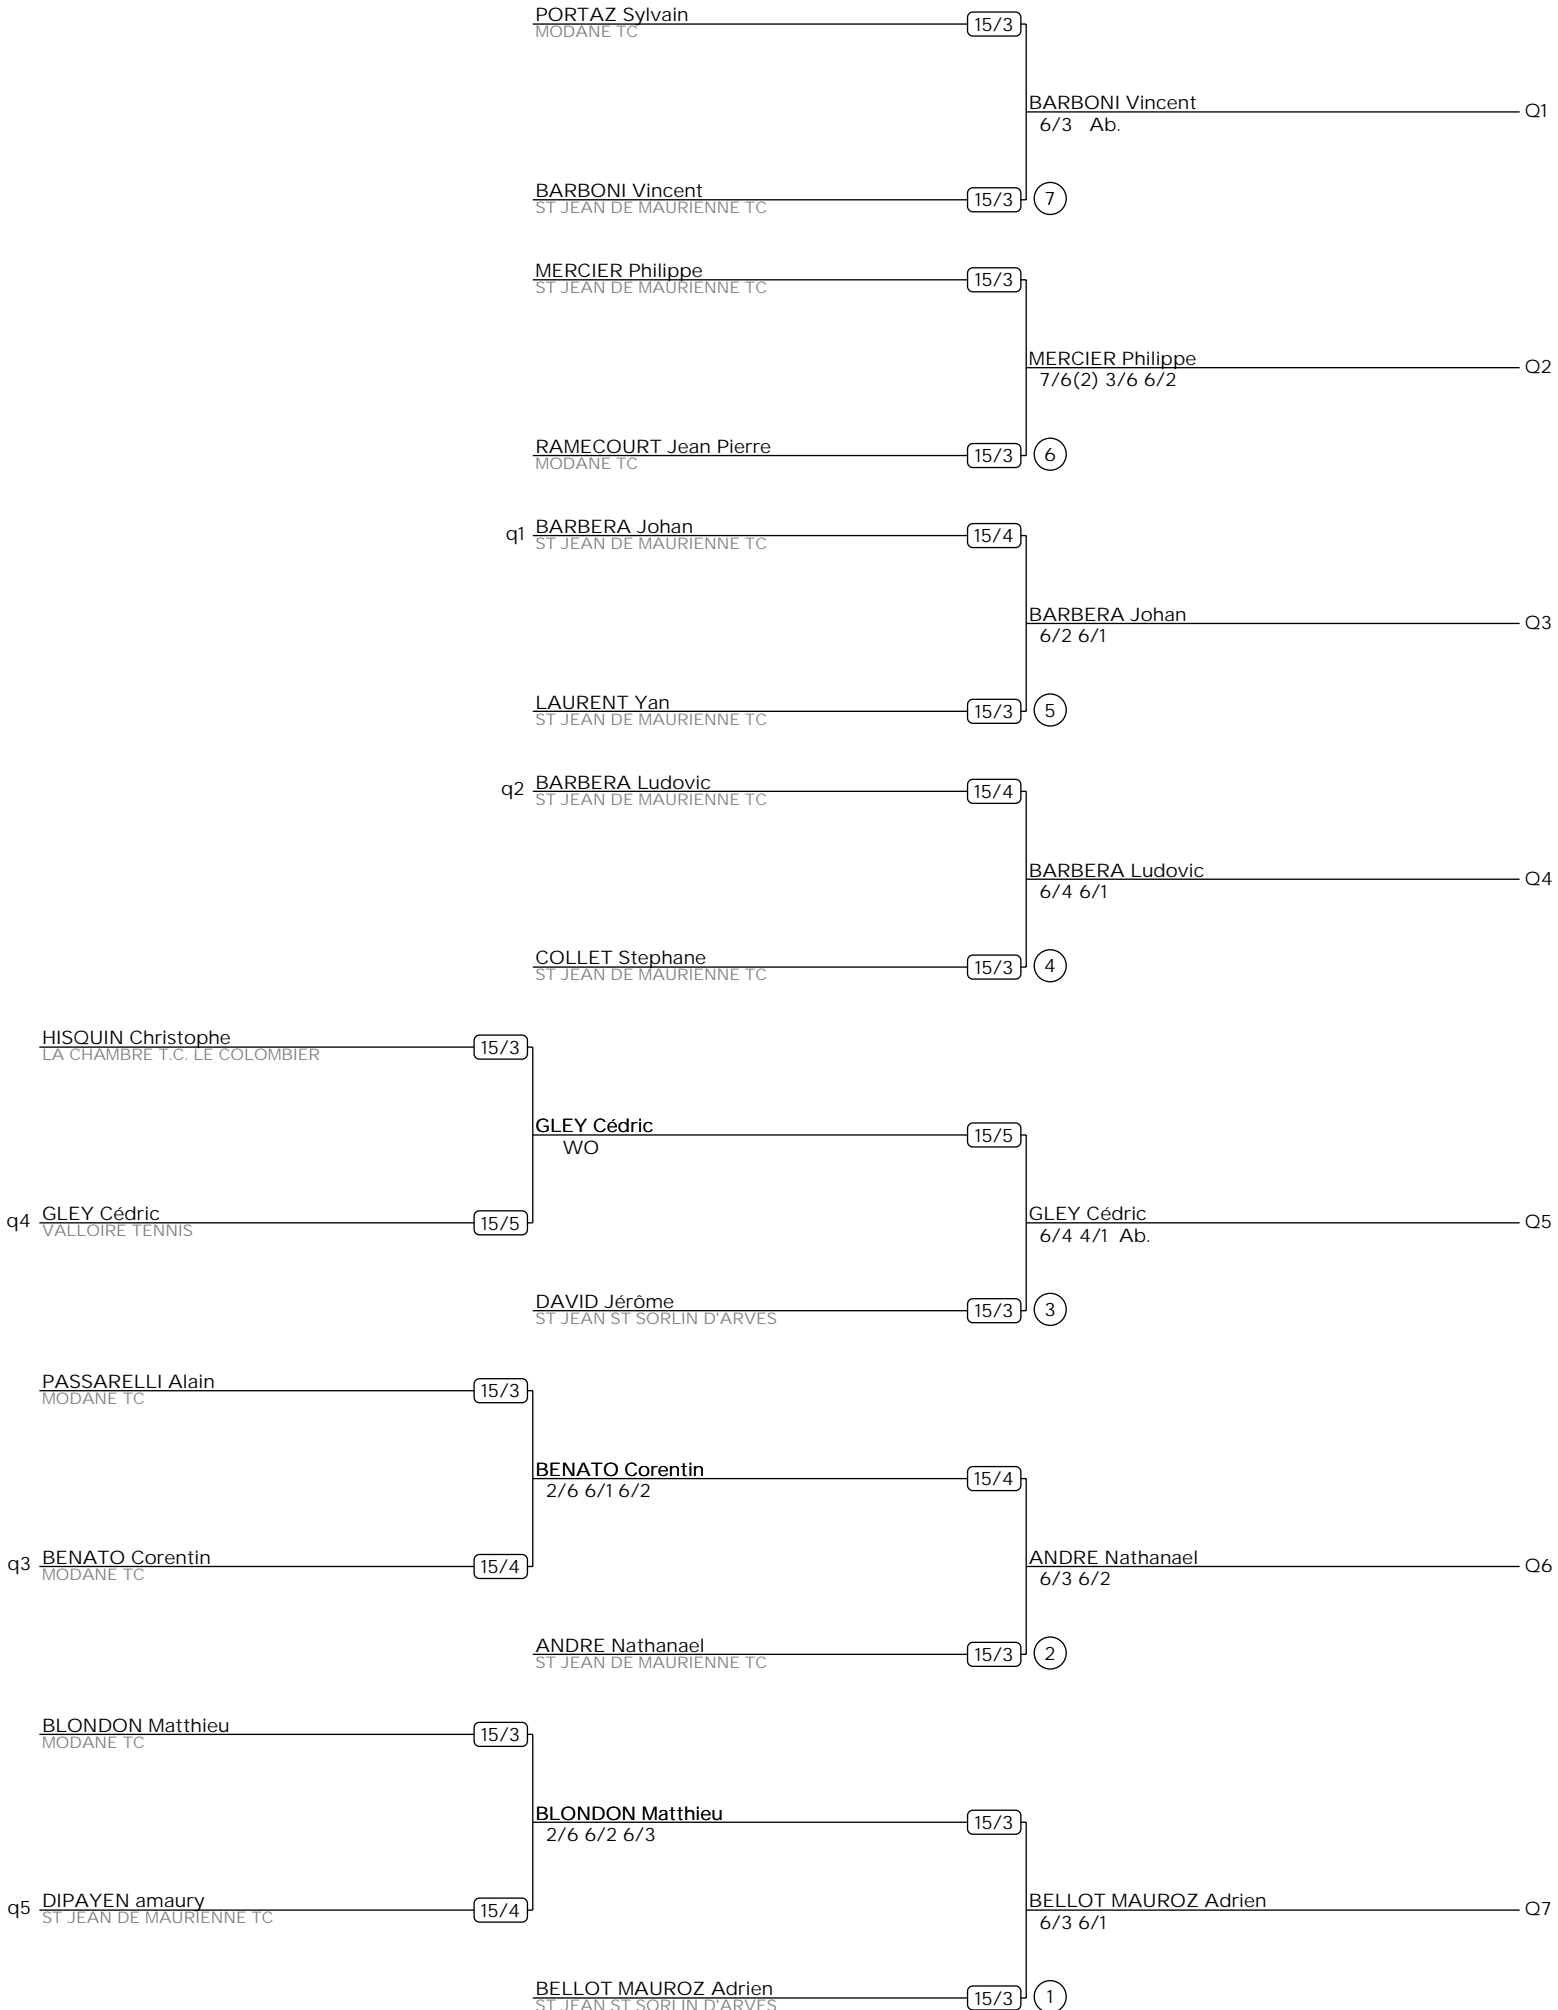 PORTAZ Sylvain
MODANE TC
15/3
BARBONI Vincent
6/3 Ab.
Q1
BARBONI Vincent
ST JEAN DE MAURIENNE TC
15/3
7
MERCIER Philippe
ST JEAN DE MAURIENNE TC
15/3
MERCIER Philippe
7/6(2) 3/6 6/2
Q2
RAMECOURT Jean Pierre
MODANE TC
15/3
6
q1
BARBERA Johan
ST JEAN DE MAURIENNE TC
15/4
BARBERA Johan
6/2 6/1
Q3
LAURENT Yan
ST JEAN DE MAURIENNE TC
15/3
5
q2
BARBERA Ludovic
ST JEAN DE MAURIENNE TC
15/4
BARBERA Ludovic
6/4 6/1
Q4
COLLET Stephane
ST JEAN DE MAURIENNE TC
15/3
4
HISQUIN Christophe
LA CHAMBRE T.C. LE COLOMBIER
15/3
GLEY Cédric
WO
15/5
q4
GLEY Cédric
VALLOIRE TENNIS
15/5
GLEY Cédric
6/4 4/1 Ab.
Q5
DAVID Jérôme
ST JEAN ST SORLIN D'ARVES
15/3
3
PASSARELLI Alain
MODANE TC
15/3
BENATO Corentin
2/6 6/1 6/2
15/4
q3
BENATO Corentin
MODANE TC
15/4
ANDRE Nathanael
6/3 6/2
Q6
ANDRE Nathanael
ST JEAN DE MAURIENNE TC
15/3
2
BLONDON Matthieu
MODANE TC
15/3
BLONDON Matthieu
2/6 6/2 6/3
15/3
q5
DIPAYEN amaury
ST JEAN DE MAURIENNE TC
15/4
BELLOT MAUROZ Adrien
6/3 6/1
Q7
BELLOT MAUROZ Adrien
ST JEAN ST SORLIN D'ARVES
15/3
1